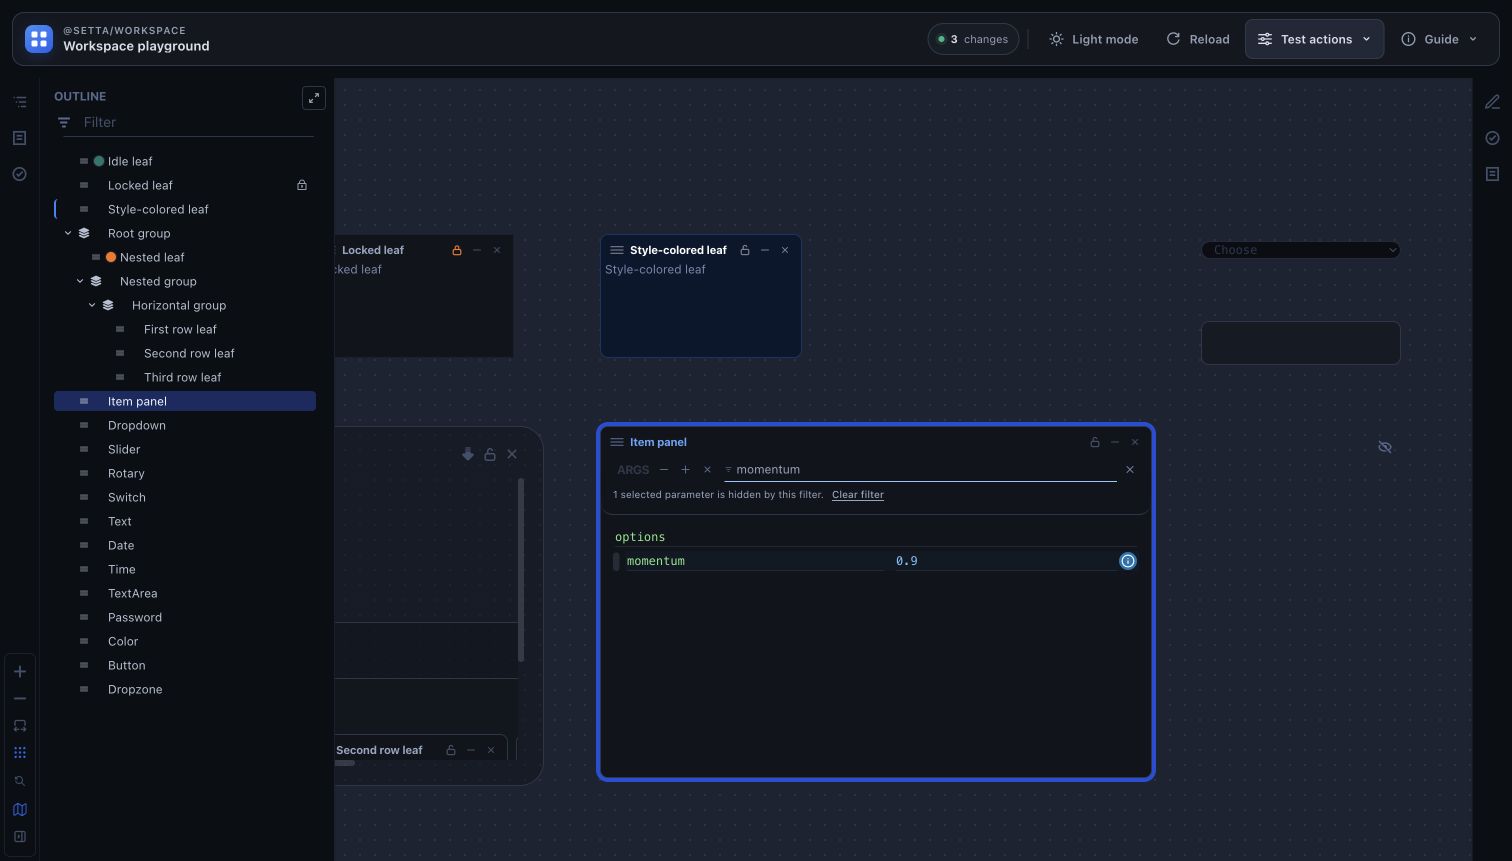 @SETTA/WORKSPACE
Workspace playground
3 changes
Light mode
Reload
Test actions
Guide
OUTLINE
Filter
Idle leaf
Locked leaf
Style-colored leaf
Root group
Nested leaf
Nested group
Horizontal group
First row leaf
Second row leaf
Third row leaf
Item panel
Dropdown
Slider
Rotary
Switch
Text
Date
Time
TextArea
Password
Color
Button
Dropzone
Locked leaf
cked leaf
Style-colored leaf
Style-colored leaf
Choose
Second row leaf
Item panel
ARGS
momentum
1 selected parameter is hidden by this filter. Clear filter
options
momentum 0.9